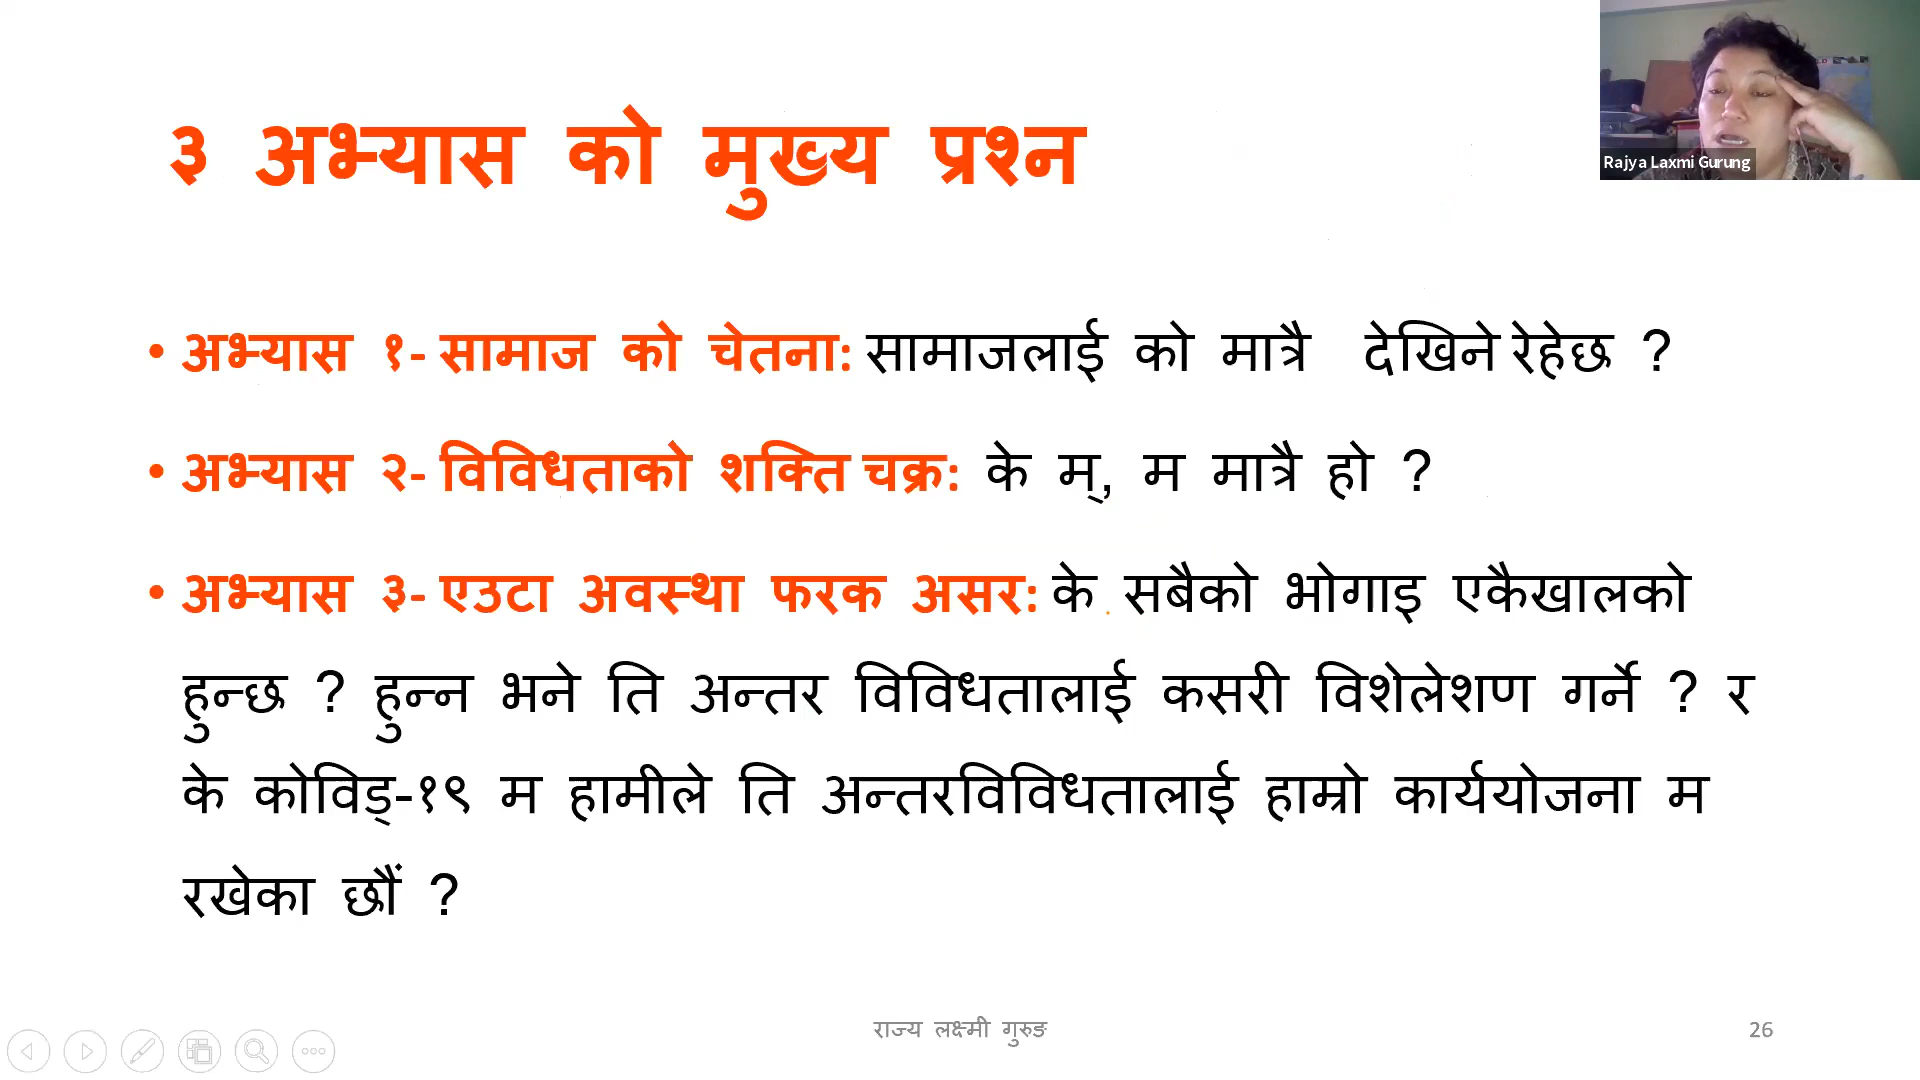 ३ अभ्यास को मुख्य प्रश्न
Rajya Laxmi Gurung
• अभ्यास १- सामाज को चेतना: सामाजलाई को मात्रै देखिने रेहेछ ?
• अभ्यास २- विविधताको शक्ति चक्र: के म्, म मात्रै हो ?
• अभ्यास ३- एउटा अवस्था फरक असर: के सबैको भोगाइ एकैखालको
हुन्छ ? हुन्न भने ति अन्तर विविधतालाई कसरी विशेलेशण गर्ने ? र
के कोविड्-१९ म हामीले ति अन्तरविविधतालाई हाम्रो कार्ययोजना म
रखेका छौं ?
राज्य लक्ष्मी गुरुङ
26